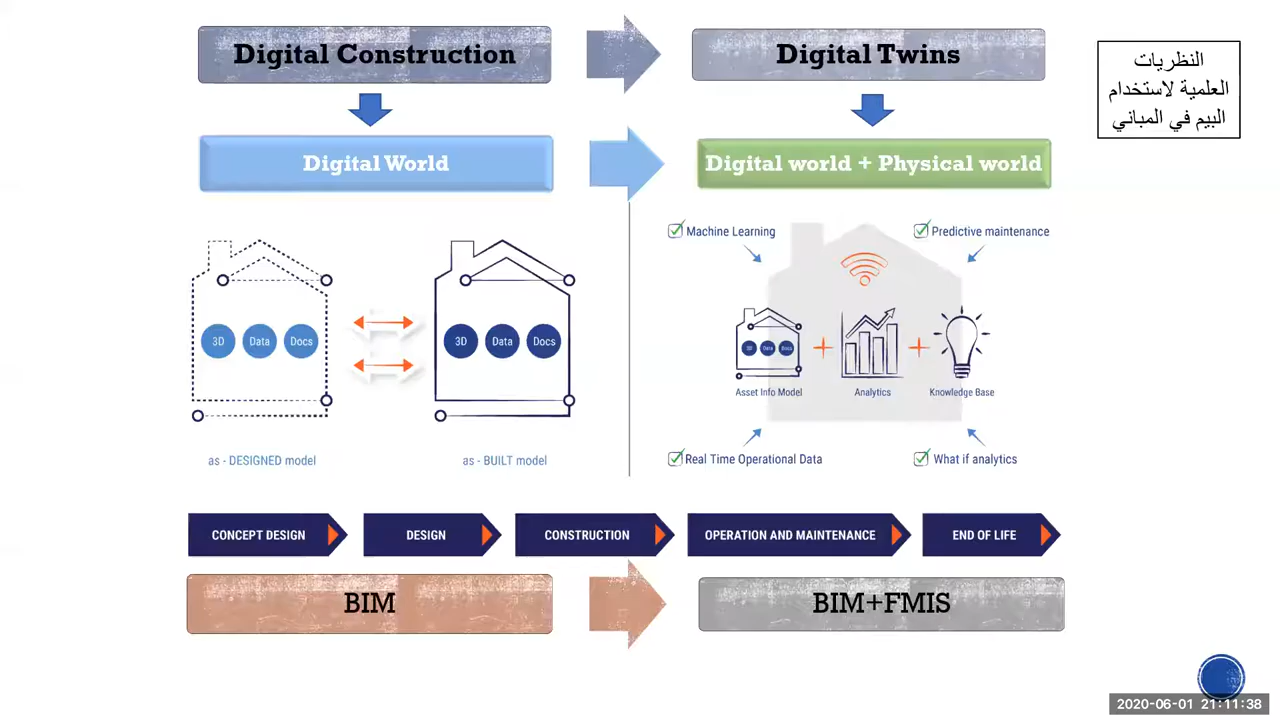 Digital Construction
Digital Twins
النظريات
العلمية لاستخدام
البيم في المباني
Digital World
Digital world + Physical world
Machine Learning
Predictive maintenance
3D
Data
Docs
3D
Data
Docs
3D
Data
Docs
Asset Info Model
Analytics
Knowledge Base
as - DESIGNED model
as - BUILT model
Real Time Operational Data
What if analytics
CONCEPT DESIGN
DESIGN
CONSTRUCTION
OPERATION AND MAINTENANCE
END OF LIFE
BIM
BIM+FMIS
2020-06-01 21:11:38